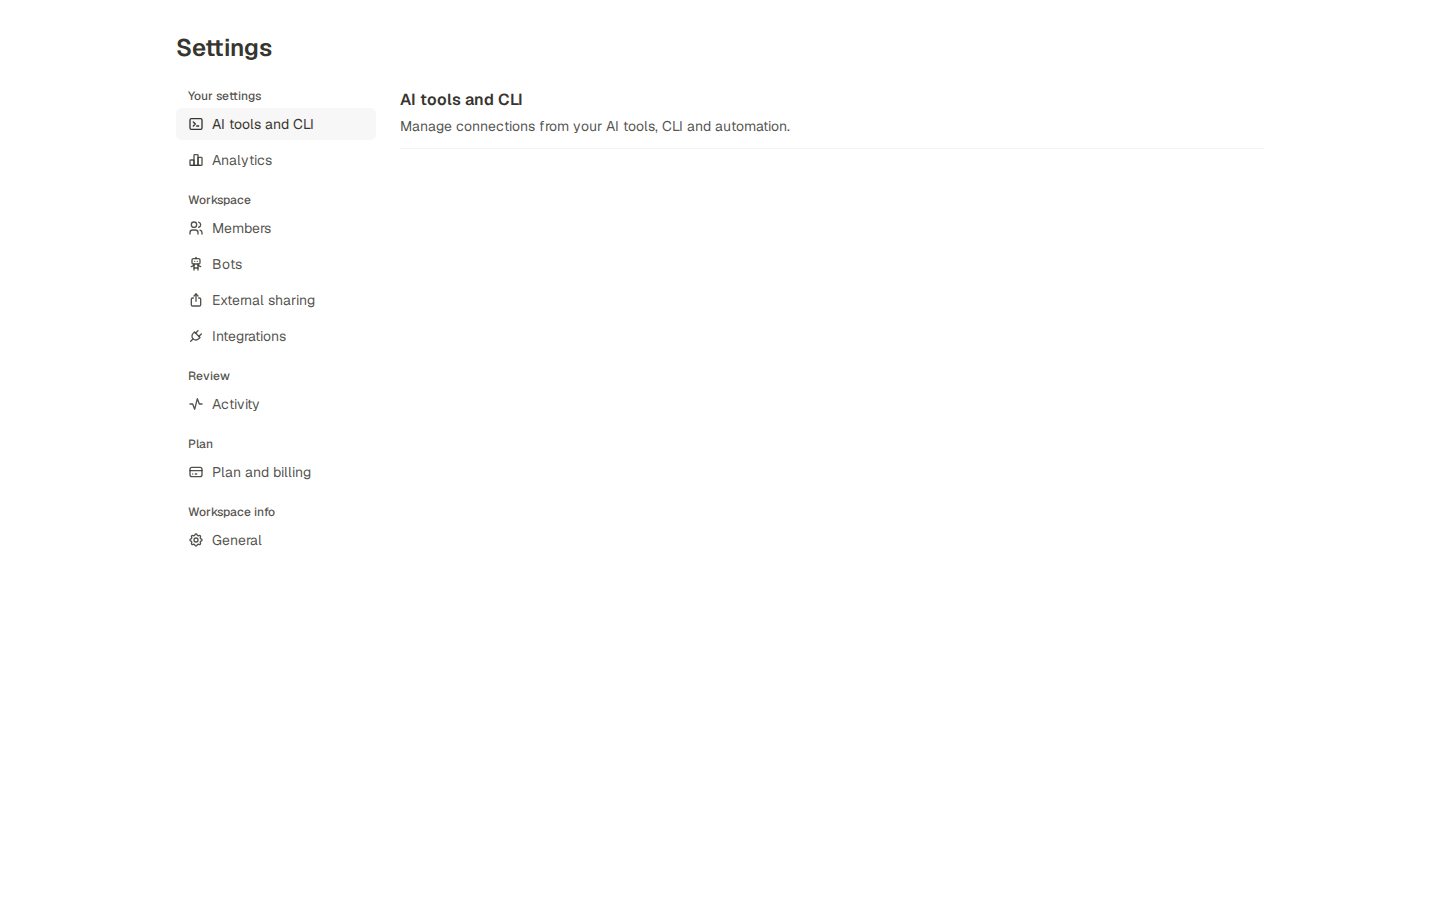 Settings
Your settings
AI tools and CLI
Analytics
Workspace
Members
Bots
External sharing
Integrations
Review
Activity
Plan
Plan and billing
Workspace info
General
AI tools and CLI
Manage connections from your AI tools, CLI and automation.